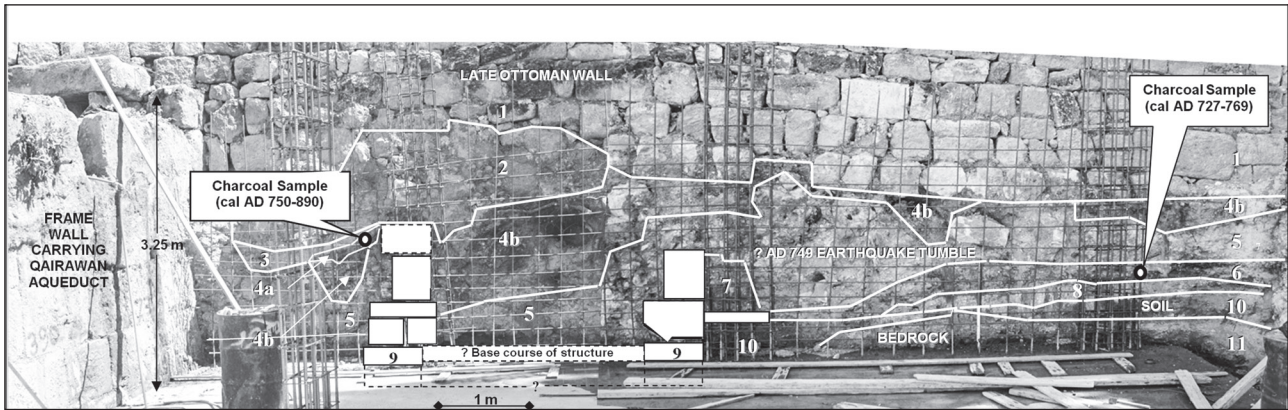 LATE OTTOMAN WALL
1
2
Charcoal Sample
(cal AD 750-890)
Charcoal Sample
(cal AD 727-769)
1
FRAME
WALL
CARRYING
QAIRAWAN
AQUEDUCT
3.25 m
3
4a
4b
5
4b
4b
4b
5
? AD 749 EARTHQUAKE TUMBLE
5
6
7
8
SOIL
10
BEDROCK
11
9
? Base course of structure
9
10
?
1 m